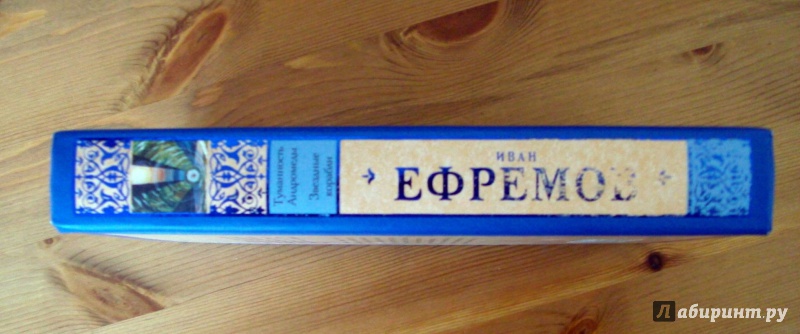 ИВАН
ЕФРЕМОВ
Туманность
Андромеды
Звездные
корабли
Лабиринт.ру